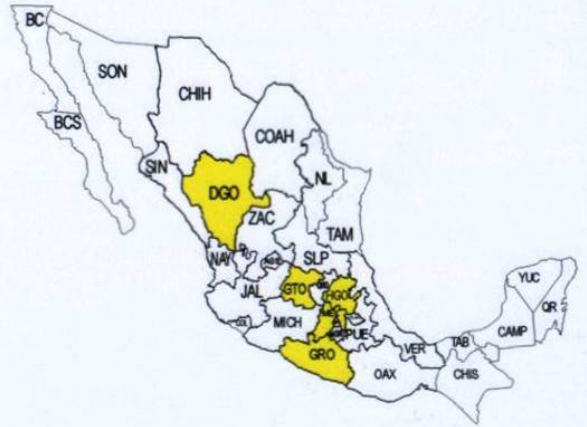 BC
SON
CHIH
COAH
BCS
SIN
NL
DGO
ZAC
TAM
NAY
SLP
GTO
HGO
JAL
YUC
QR
MICH
PUE
CAMP
TAB
VER
GRO
OAX
CHIS